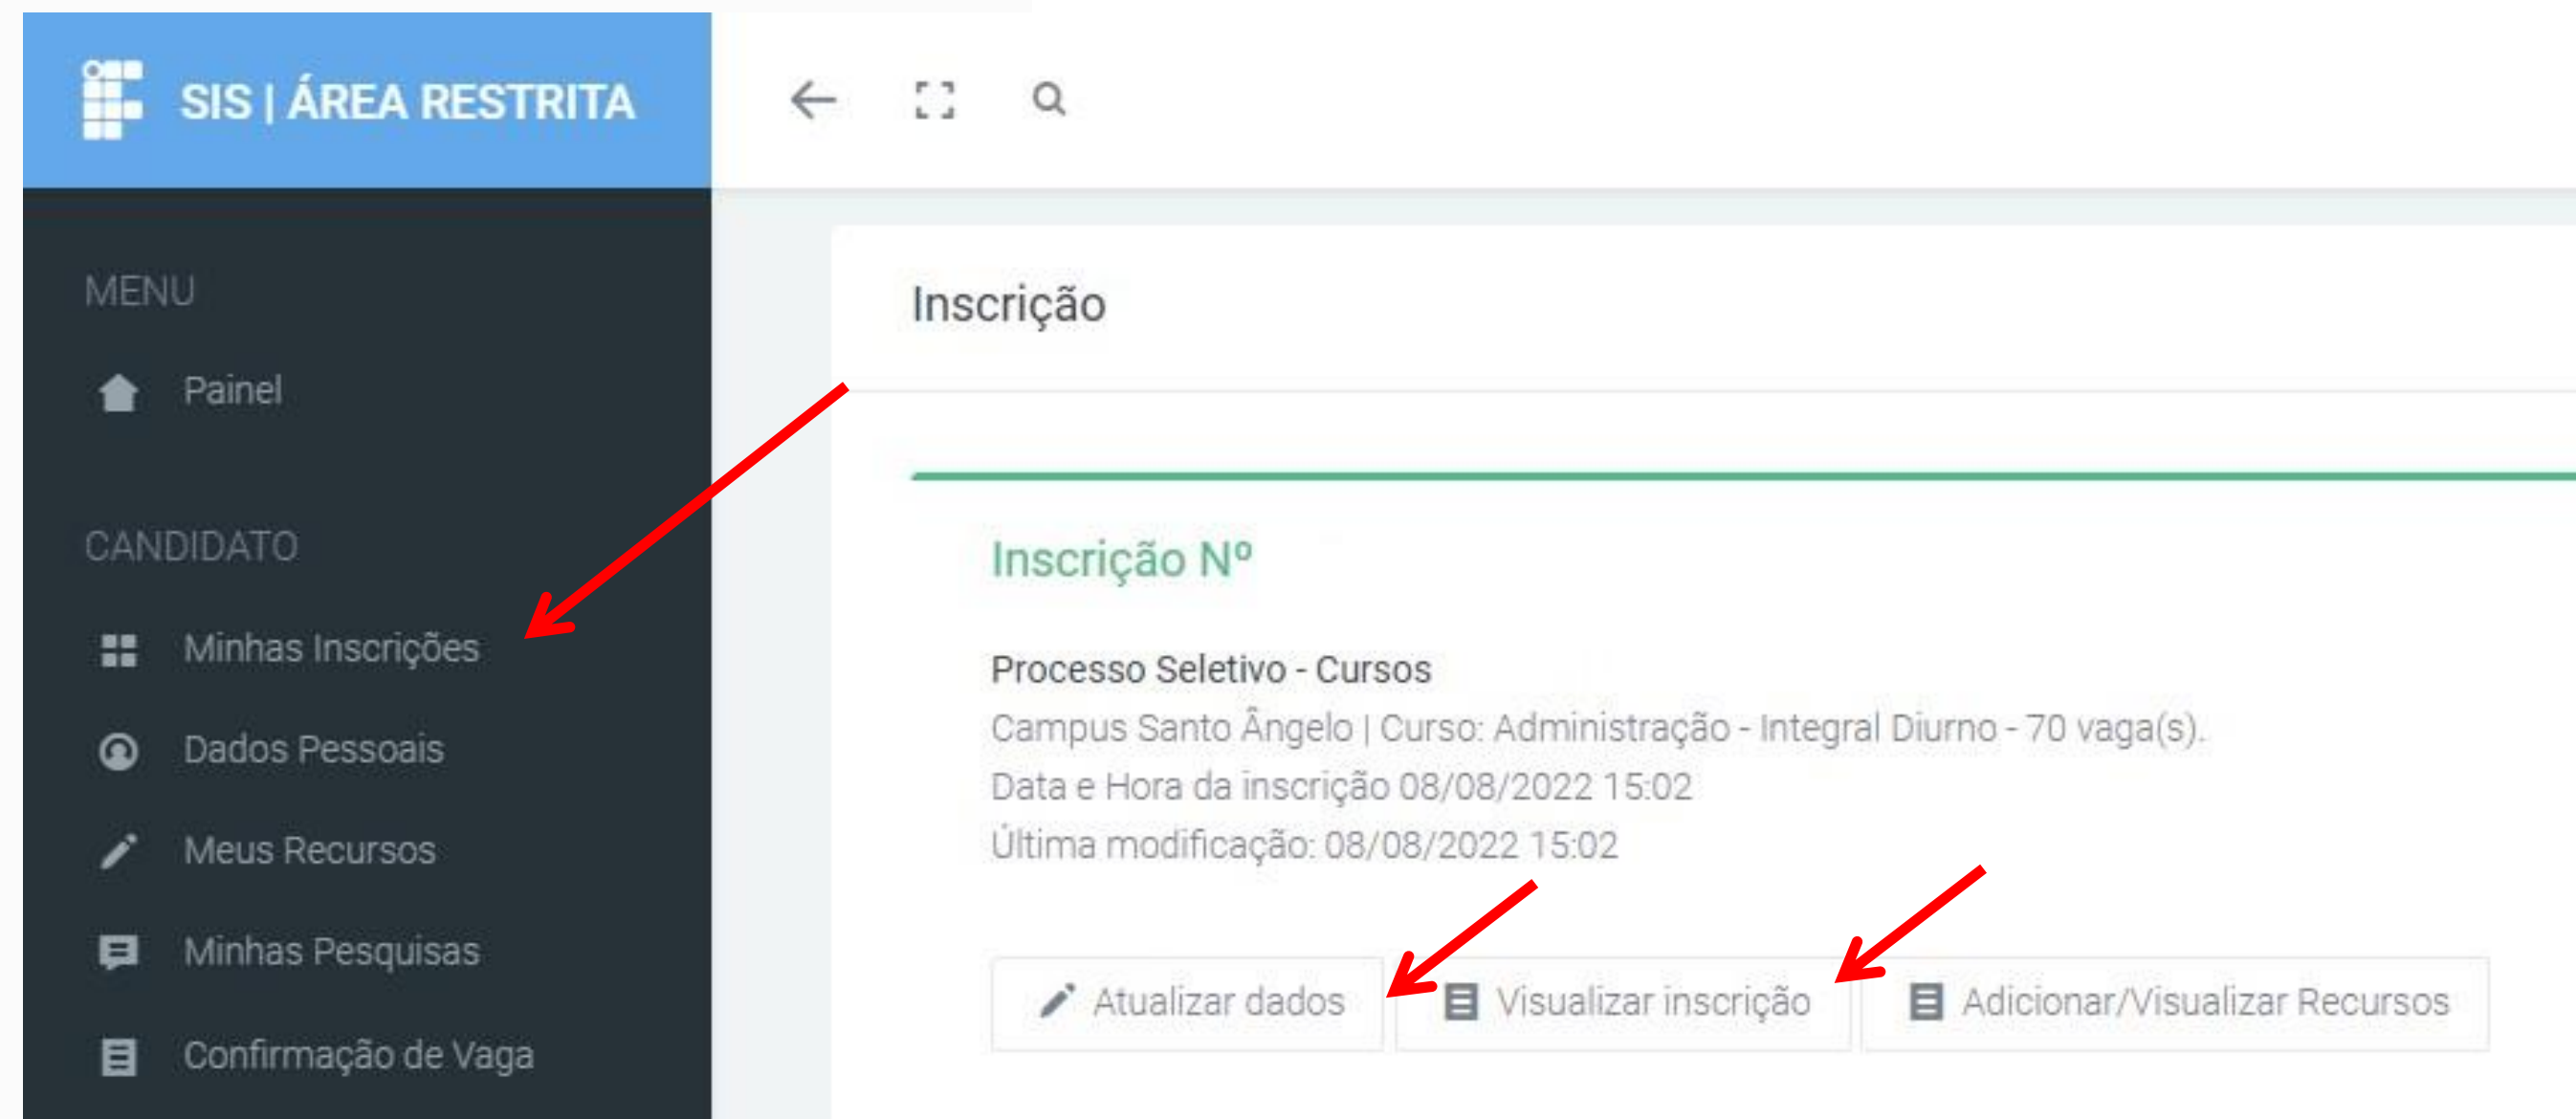 SIS | ÁREA RESTRITA
MENU
Painel
CANDIDATO
Minhas Inscrições
Dados Pessoais
Meus Recursos
Minhas Pesquisas
Confirmação de Vaga
Inscrição
Inscrição Nº
Processo Seletivo - Cursos
Campus Santo Ângelo | Curso: Administração - Integral Diurno - 70 vaga(s).
Data e Hora da inscrição 08/08/2022 15:02
Última modificação: 08/08/2022 15:02
Atualizar dados
Visualizar inscrição
Adicionar/Visualizar Recursos